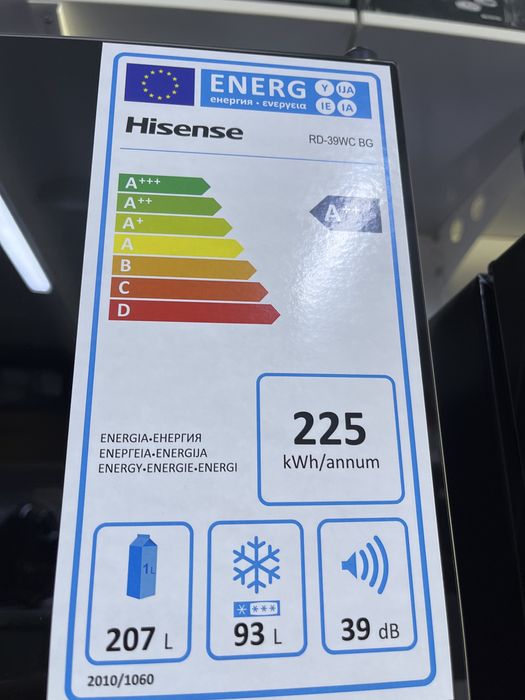 ENERG Y IJA
енергия · ενεργεια IE IA
Hisense
RD-39WC BG
A+++
A++
A+
A
B
C
D
225
kWh/annum
ENERGIA·ЕНЕРГИЯ
ΕΝΕΡΓΕΙΑ·ENERGIJA
ENERGY·ENERGIE·ENERGI
1L
207 L
93 L
39 dB
2010/1060